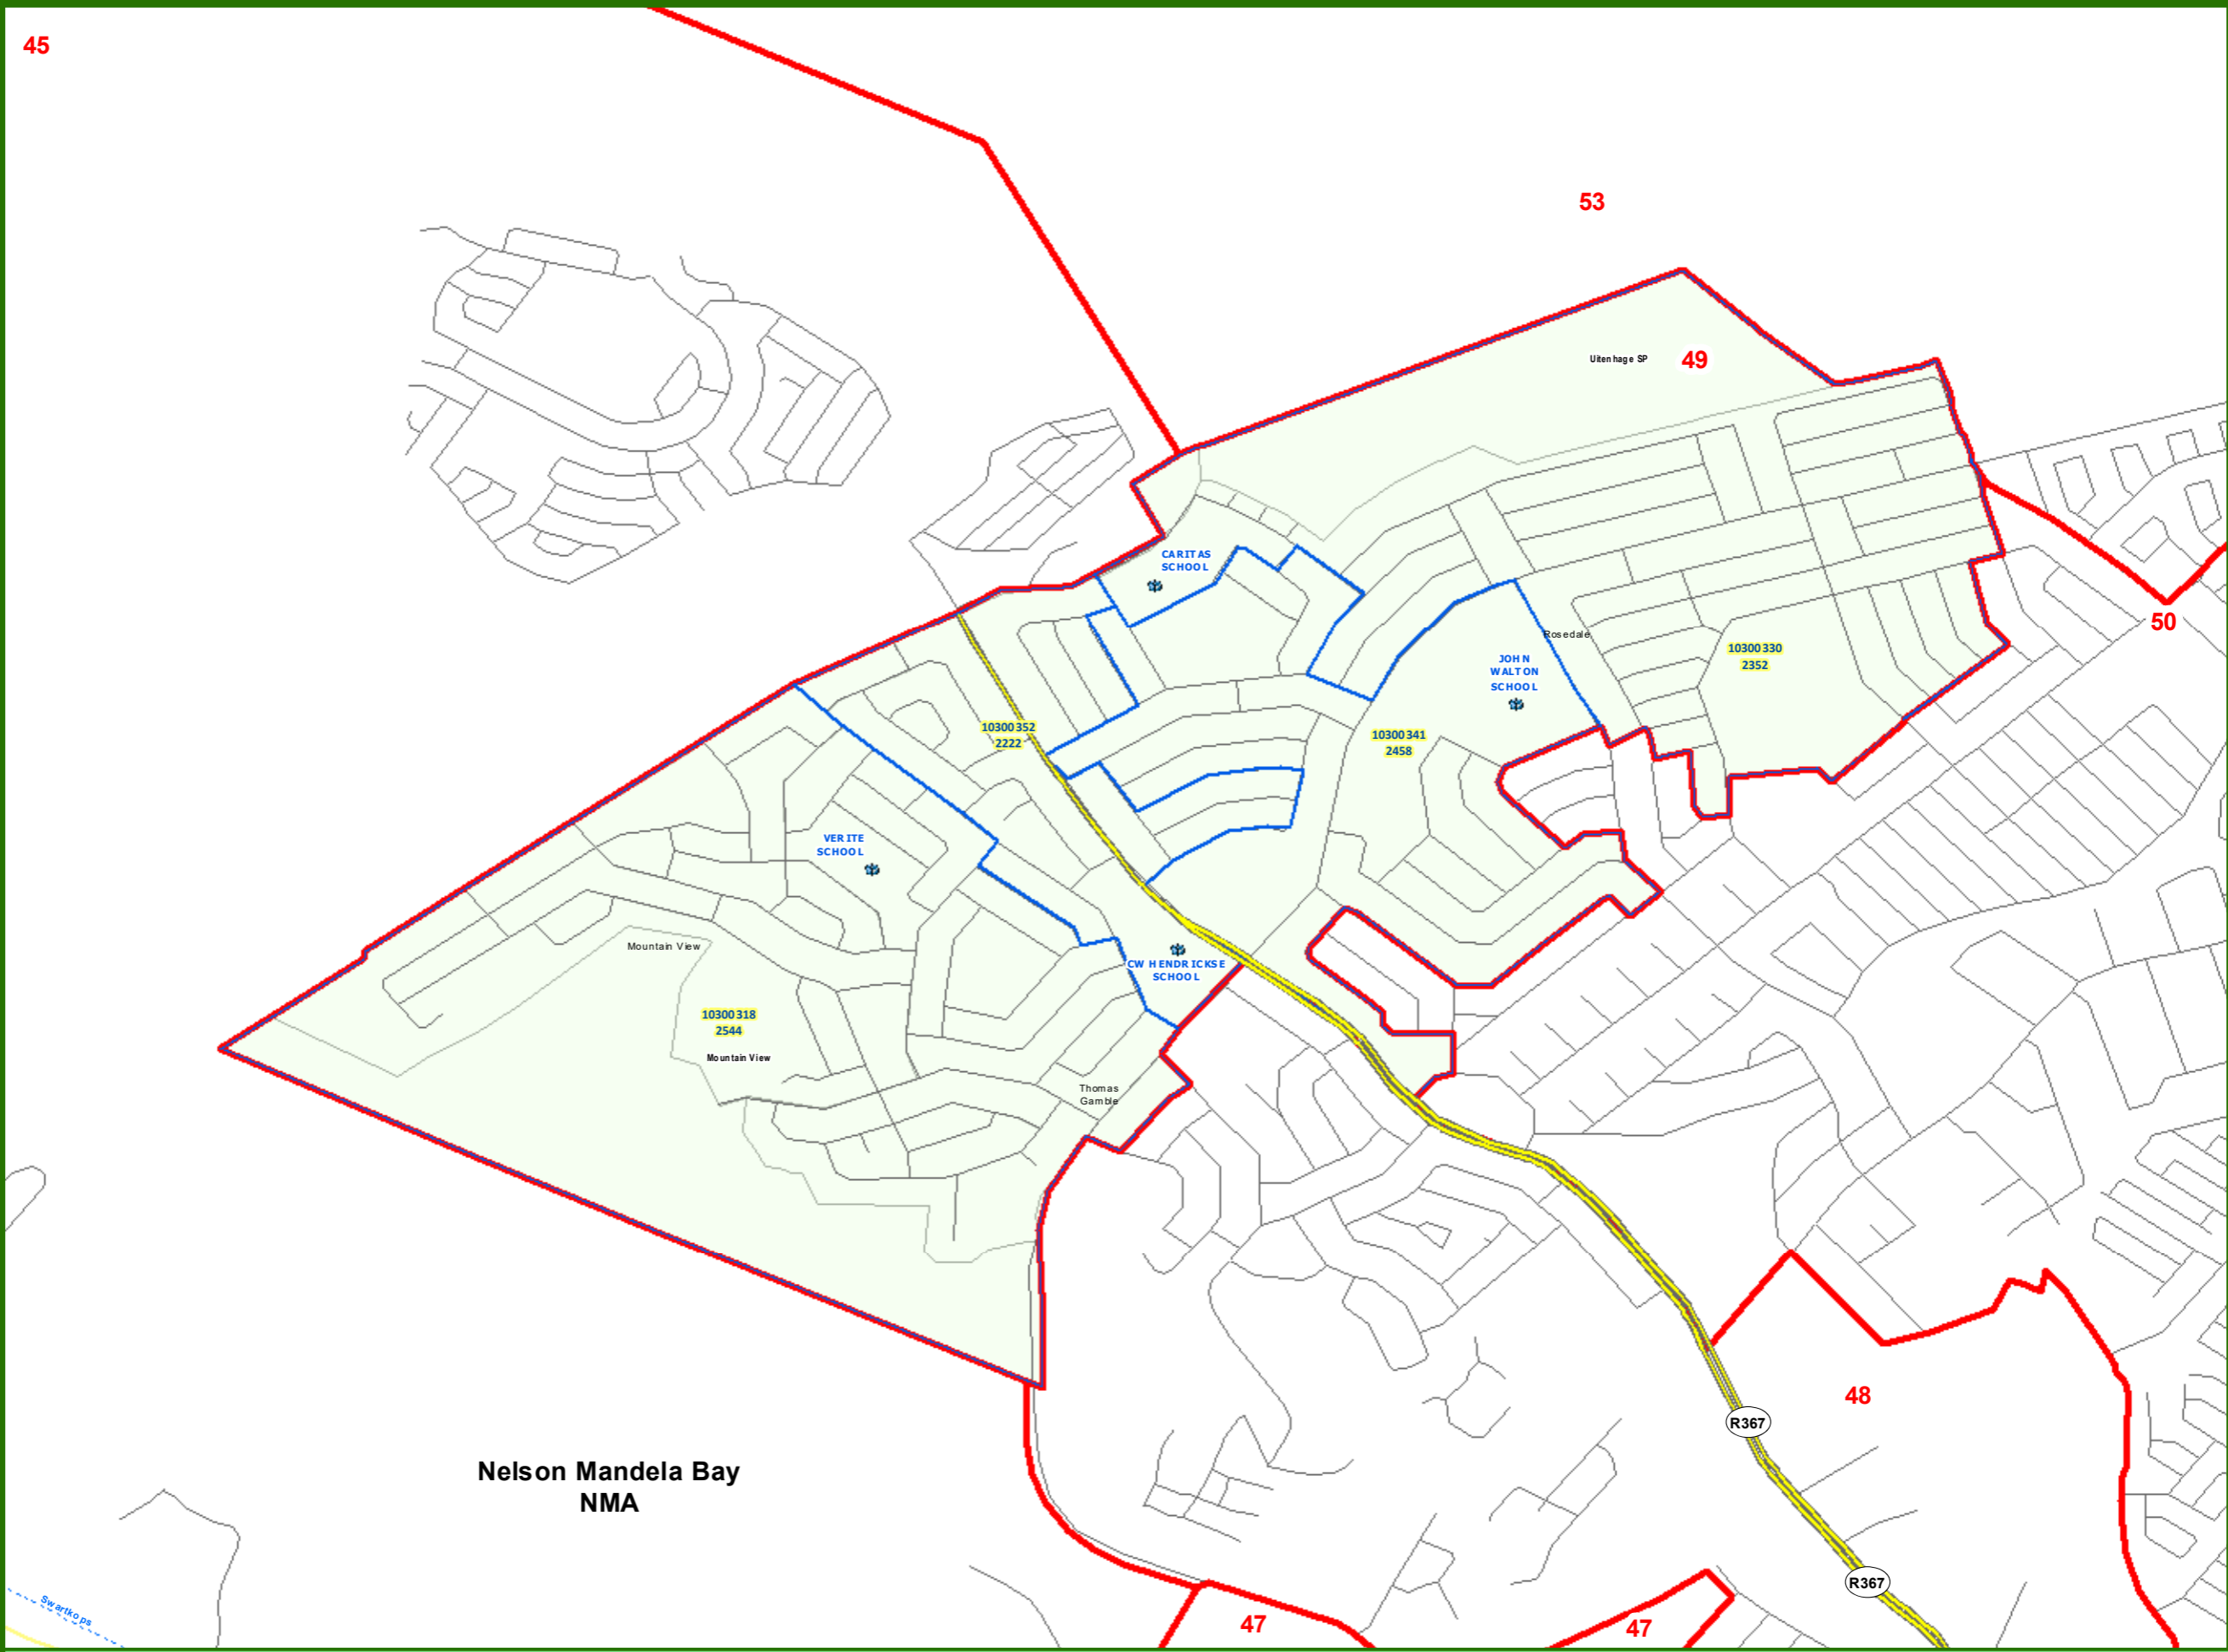 45
53
Uitenhage SP
49
CARITAS
SCHOOL
50
Rosedale
10300330
2352
JOHN
WALTON
SCHOOL
10300352
2222
10300341
2458
VERITE
SCHOOL
Mountain View
CW HENDRICKSE
SCHOOL
10300318
2544
Mountain View
Thomas
Gamble
48
R367
Nelson Mandela Bay
NMA
R367
Swartkops
47
47